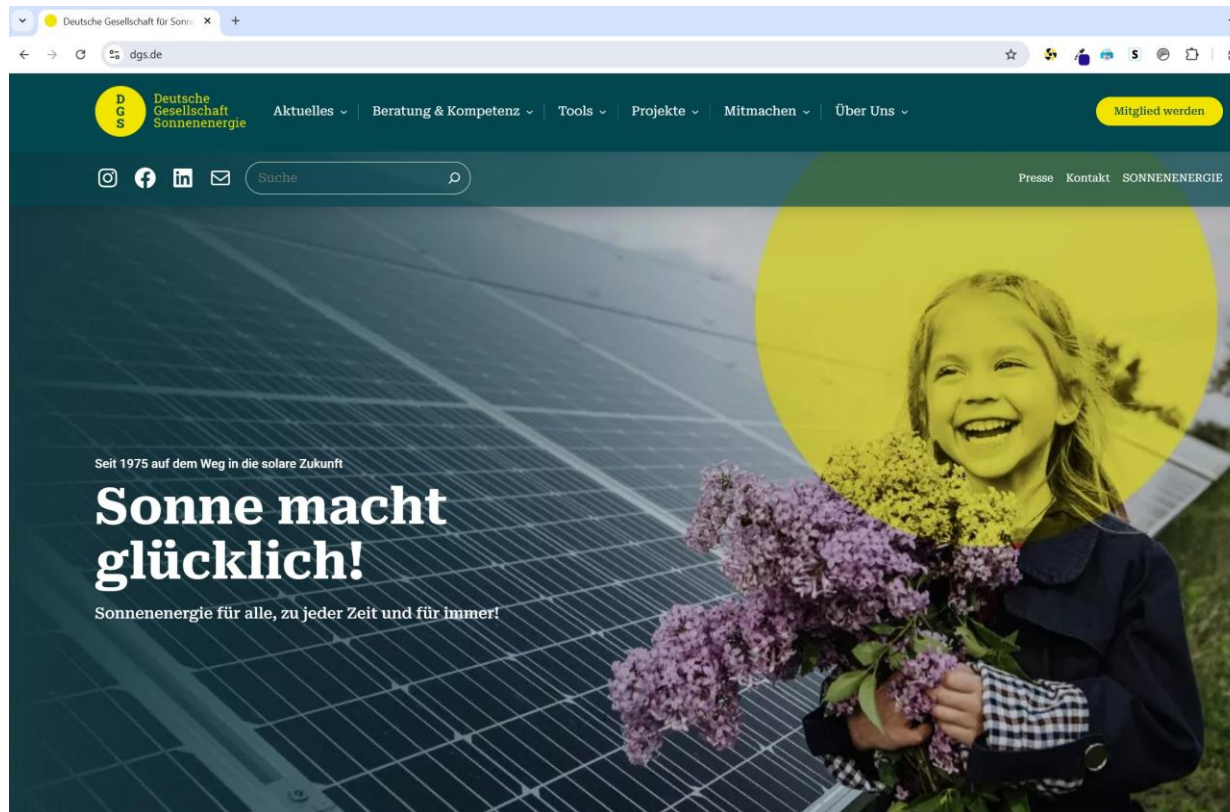 Deutsche Gesellschaft für Sonn
dgs.de
S
D
G
S
Deutsche
Gesellschaft
Sonnenenergie
Aktuelles
Beratung & Kompetenz
Tools
Projekte
Mitmachen
Über Uns
Mitglied werden
Suche
Presse
Kontakt
SONNENENERGIE
Seit 1975 auf dem Weg in die solare Zukunft
Sonne macht
glücklich!
Sonnenenergie für alle, zu jeder Zeit und für immer!